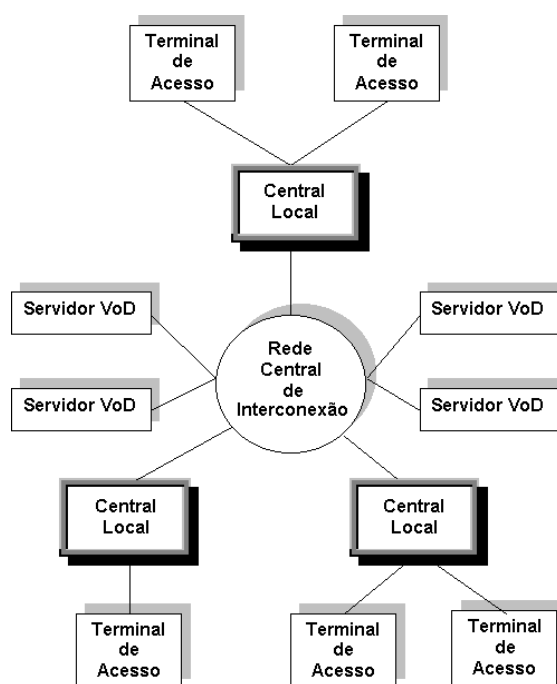 Terminal
de
Acesso
Terminal
de
Acesso
Central
Local
Servidor VoD
Servidor VoD
Rede
Central
de
Interconexão
Servidor VoD
Servidor VoD
Central
Local
Central
Local
Terminal
de
Acesso
Terminal
de
Acesso
Terminal
de
Acesso